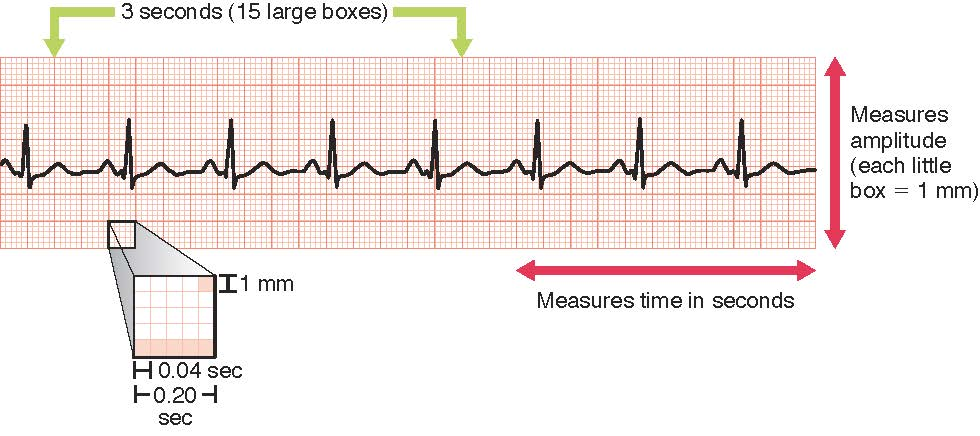 3 seconds (15 large boxes)
Measures
amplitude
(each little
box = 1 mm)
1 mm
Measures time in seconds
0.04 sec
0.20
sec